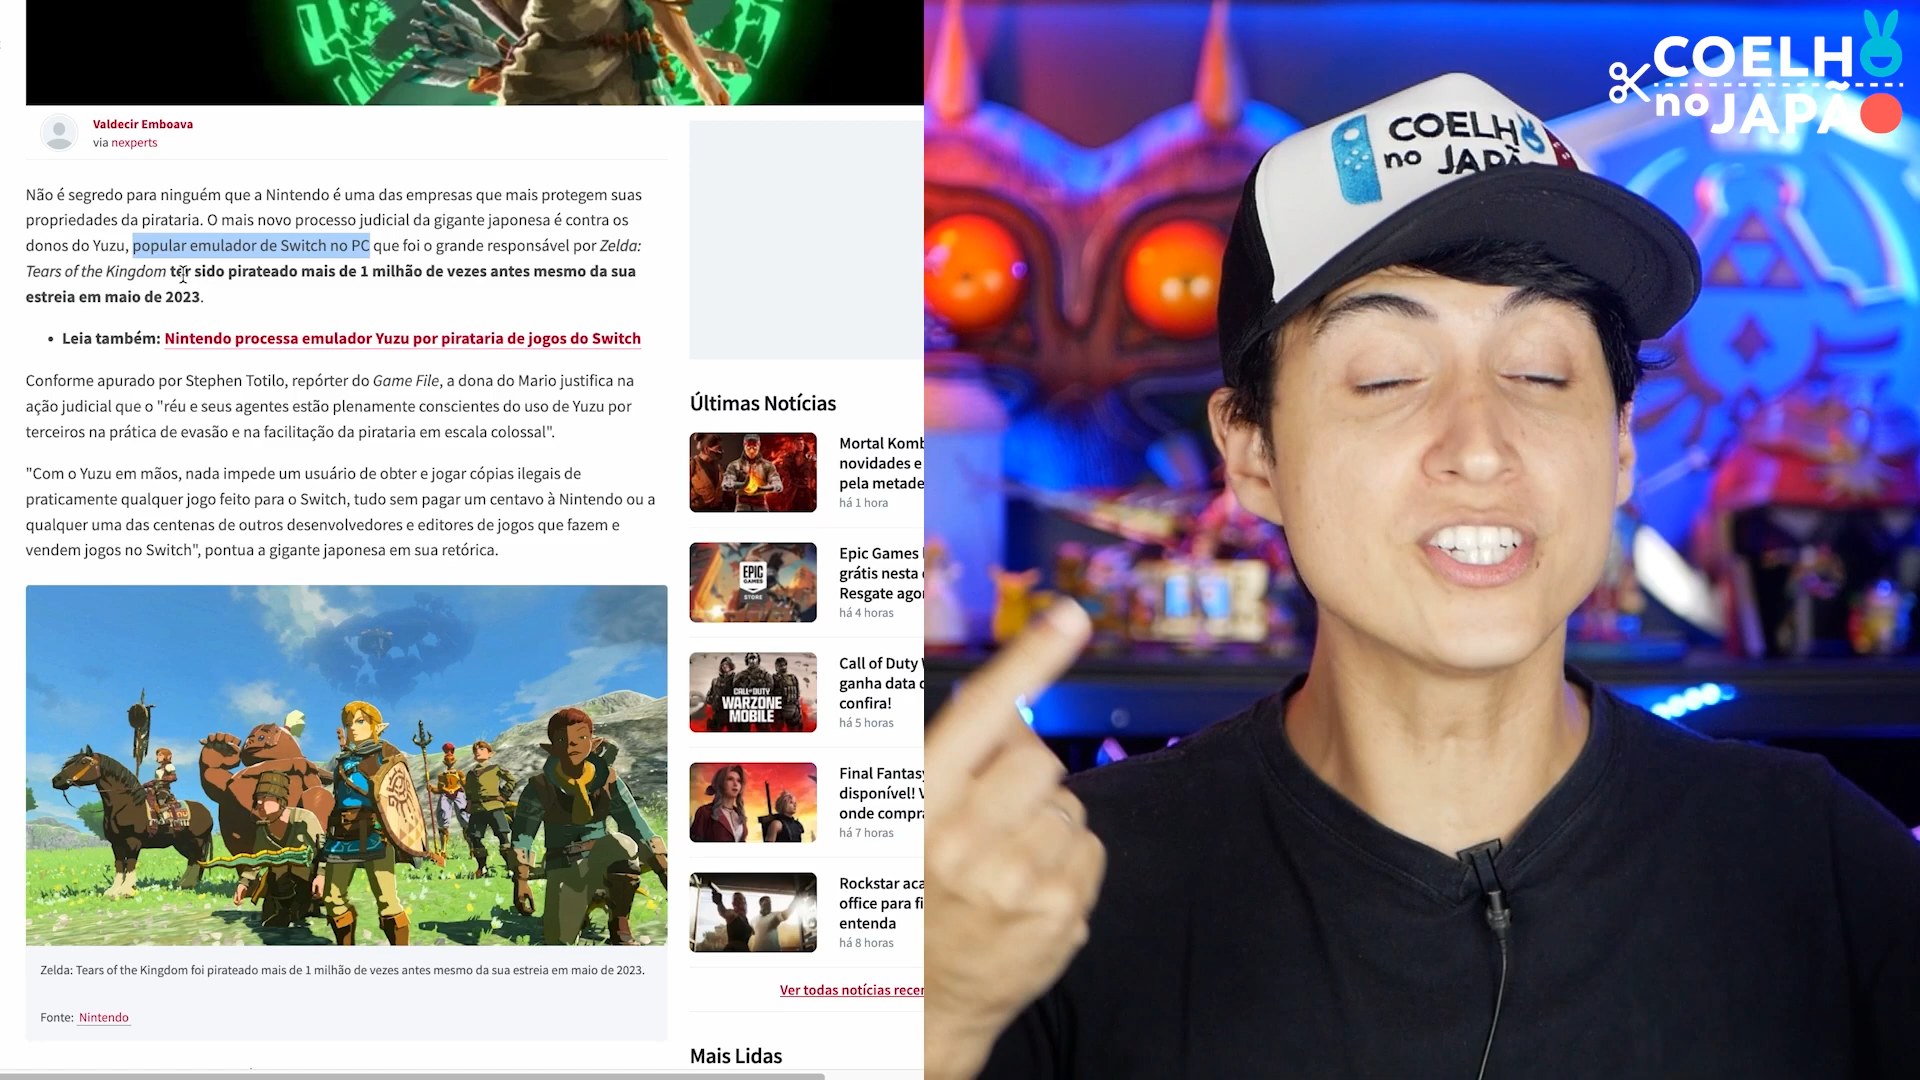 Valdecir Emboava
via nexperts
Não é segredo para ninguém que a Nintendo é uma das empresas que mais protegem suas
propriedades da pirataria. O mais novo processo judicial da gigante japonesa é contra os
donos do Yuzu, popular emulador de Switch no PC que foi o grande responsável por Zelda:
Tears of the Kingdom ter sido pirateado mais de 1 milhão de vezes antes mesmo da sua
estreia em maio de 2023.
• Leia também: Nintendo processa emulador Yuzu por pirataria de jogos do Switch
Conforme apurado por Stephen Totilo, repórter do Game File, a dona do Mario justifica na
ação judicial que o "réu e seus agentes estão plenamente conscientes do uso de Yuzu por
terceiros na prática de evasão e na facilitação da pirataria em escala colossal".
"Com o Yuzu em mãos, nada impede um usuário de obter e jogar cópias ilegais de
praticamente qualquer jogo feito para o Switch, tudo sem pagar um centavo à Nintendo ou a
qualquer uma das centenas de outros desenvolvedores e editores de jogos que fazem e
vendem jogos no Switch", pontua a gigante japonesa em sua retórica.
Zelda: Tears of the Kingdom foi pirateado mais de 1 milhão de vezes antes mesmo da sua estreia em maio de 2023.
Fonte: Nintendo
Últimas Notícias
Mortal Komb
novidades e
pela metade
há 1 hora
EPIC
GAMES
STORE
Epic Games
grátis nesta
Resgate ago
há 4 horas
CALL OF DUTY
WARZONE
MOBILE
Call of Duty
ganha data
confira!
há 5 horas
Final Fantasy
disponível!
onde compra
há 7 horas
Rockstar aca
office para fi
entenda
há 8 horas
Ver todas notícias recer
Mais Lidas
COELHO
no JAPÃO
COELHO
no JAPÃ